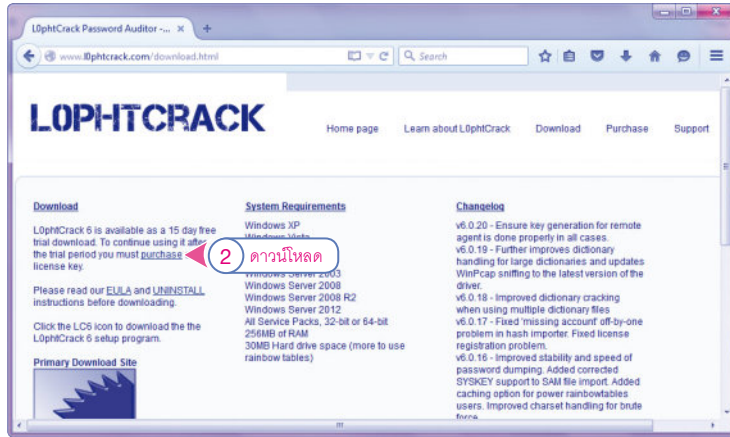 L0phtCrack Password Auditor -... × +
www.l0phtcrack.com/download.html
Search
L0PHTCRACK
Home page Learn about L0phtCrack Download Purchase Support
Download
L0phtCrack 6 is available as a 15 day free
trial download. To continue using it after
the trial period you must purchase
license key.
Please read our EULA and UNINSTALL
instructions before downloading.
Click the LC6 icon to download the the
L0phtCrack 6 setup program.
Primary Download Site
2 ดาวน์โหลด
System Requirements
Windows XP
Windows Vista
Windows Server 2003
Windows Server 2008
Windows Server 2008 R2
Windows Server 2012
All Service Packs, 32-bit or 64-bit
256MB of RAM
30MB Hard drive space (more to use
rainbow tables)
Changelog
v6.0.20 - Ensure key generation for remote
agent is done properly in all cases.
v6.0.19 - Further improves dictionary
handling for large dictionaries and updates
WinPcap sniffing to the latest version of the
driver.
v6.0.18 - Improved dictionary cracking
when using multiple dictionary files
v6.0.17 - Fixed 'missing account' off-by-one
problem in hash importer. Fixed license
registration problem.
v6.0.16 - Improved stability and speed of
password dumping. Added corrected
SYSKEY support to SAM file import. Added
caching option for power rainbowtables
users. Improved charset handling for brute
force